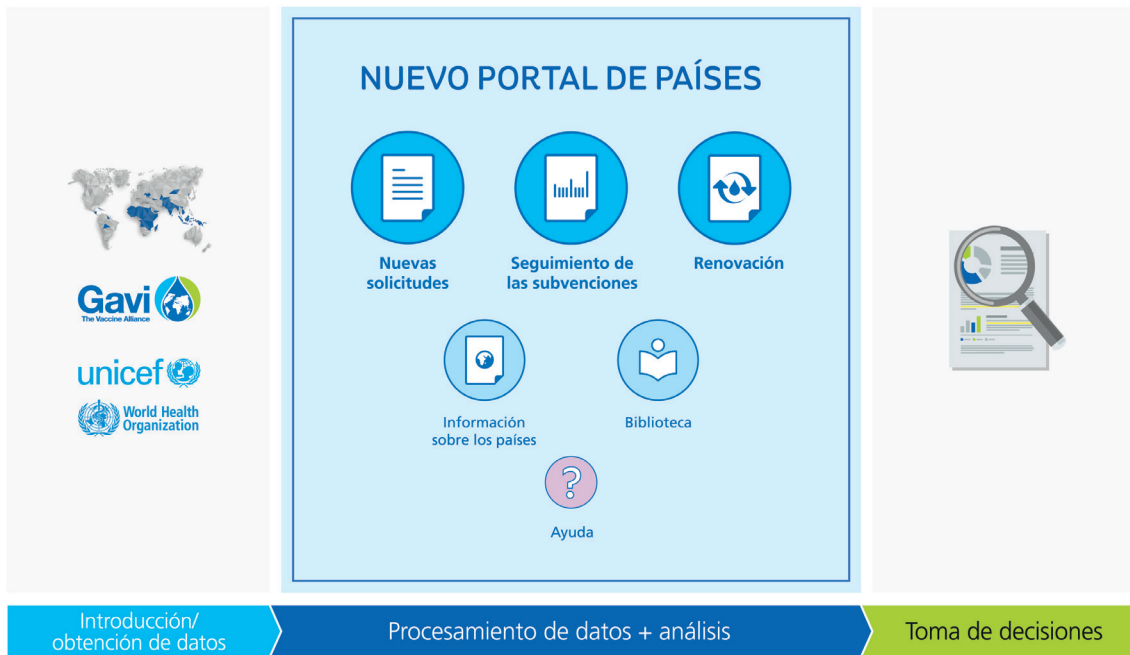 NUEVO PORTAL DE PAÍSES
Nuevas
solicitudes
Seguimiento de
las subvenciones
Renovación
Información
sobre los países
Biblioteca
?
Ayuda
Gavi
The Vaccine Alliance
unicef
World Health
Organization
Introducción/
obtención de datos
Procesamiento de datos + análisis
Toma de decisiones